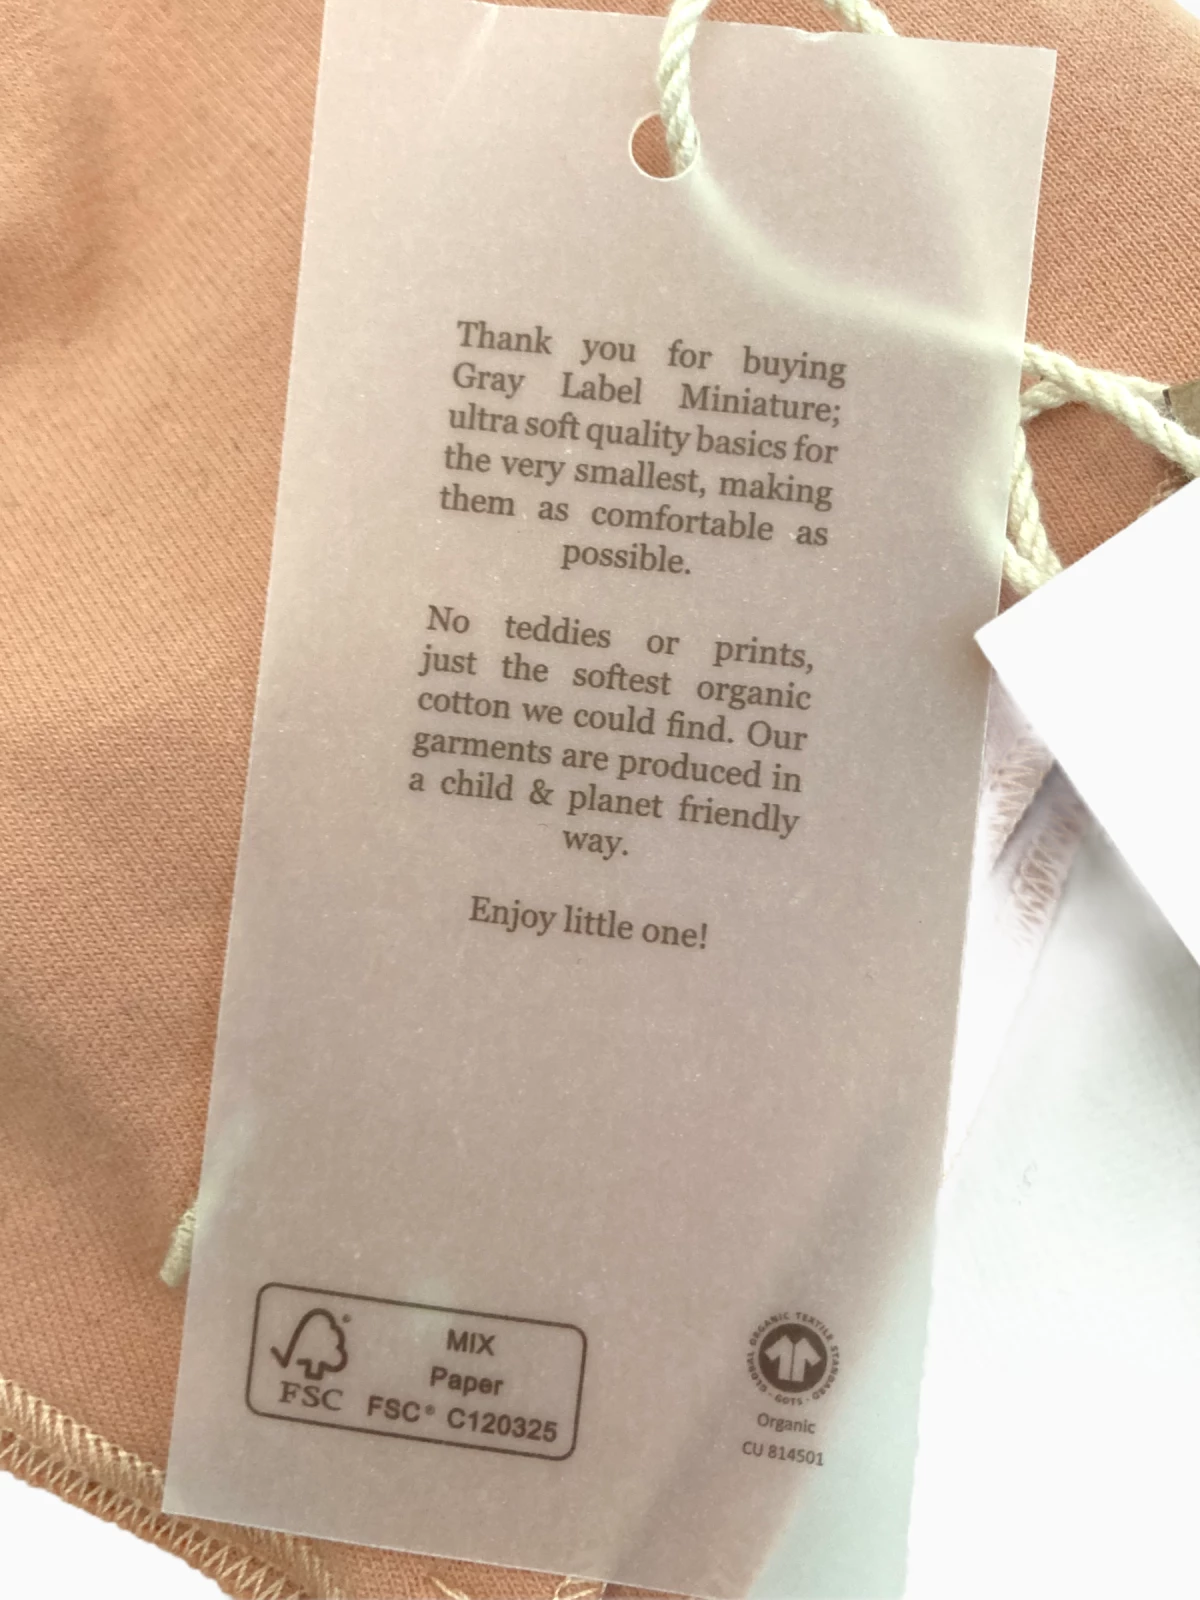 Thank you for buying
Gray Label Miniature;
ultra soft quality basics for
the very smallest, making
them as comfortable as
possible.
No teddies or prints,
just the softest organic
cotton we could find. Our
garments are produced in
a child & planet friendly
way.
Enjoy little one!
FSC
MIX
Paper
FSC® C120325
GLOBAL ORGANIC TEXTILE STANDARD · GOTS ·
Organic
CU 814501